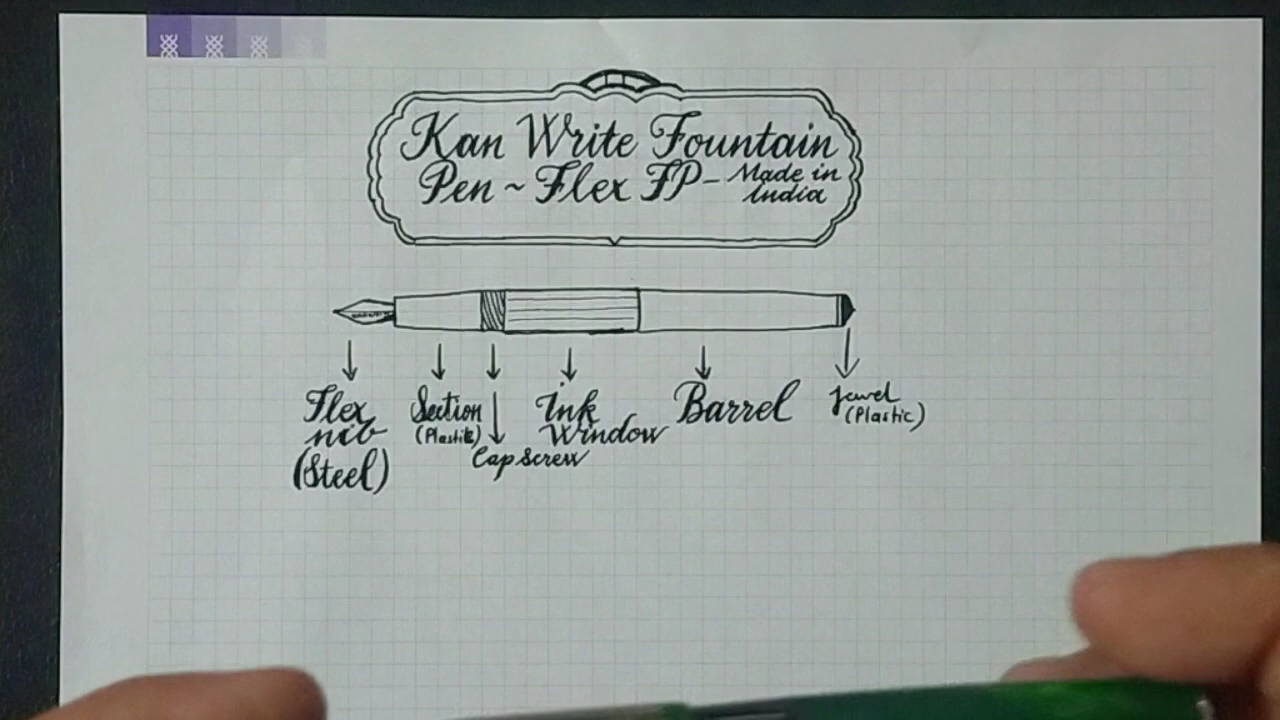 Kan Write Fountain
Pen ~ Flex FP - Made in
India
Flex
nib
(Steel)
Section
(Plastic)
Cap Screw
Ink
Window
Barrel
Jewel
(Plastic)